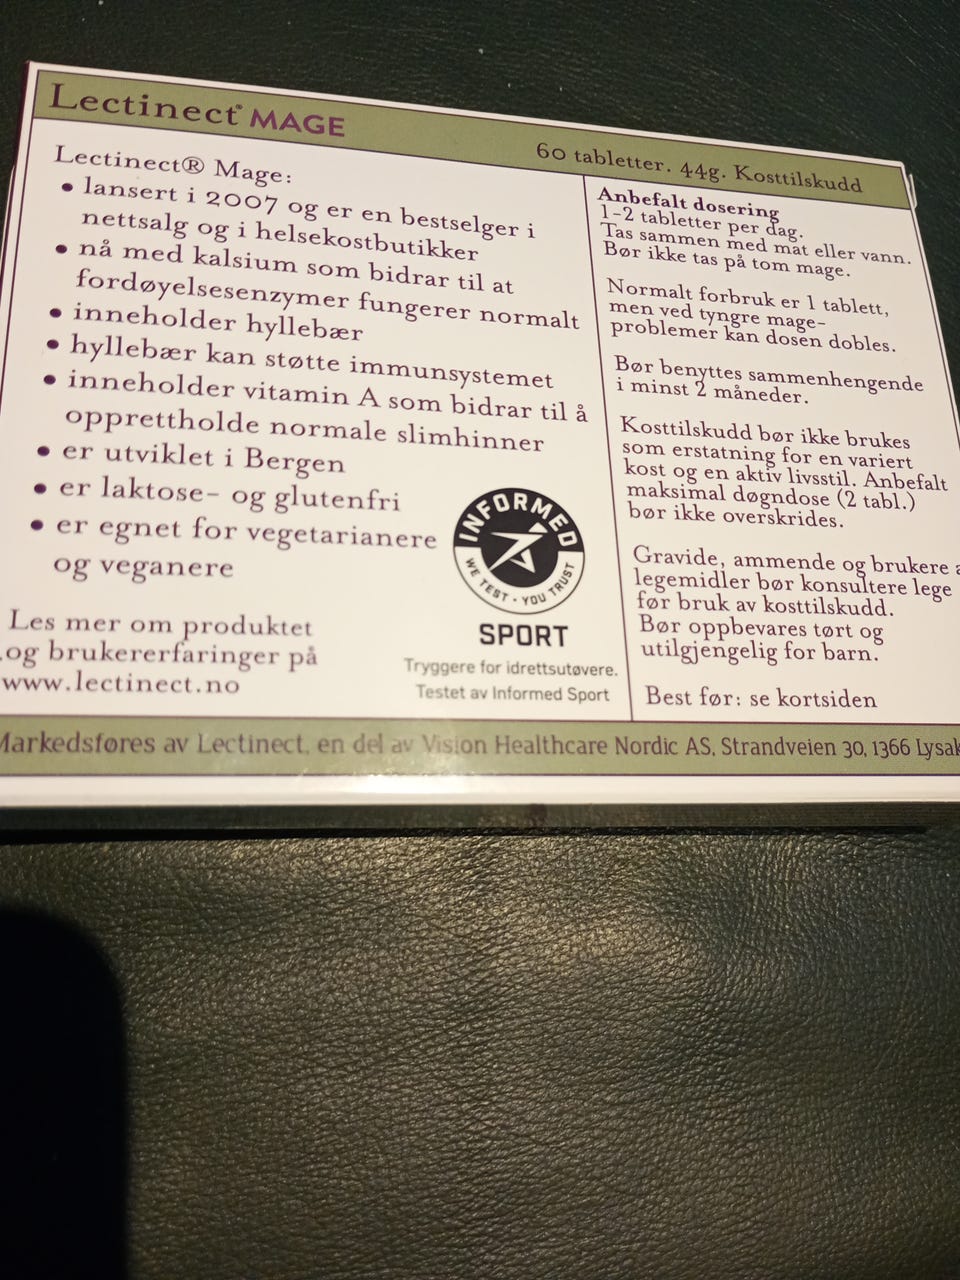 Lectinect® MAGE
60 tabletter. 44g. Kosttilskudd
Lectinect® Mage:
• lansert i 2007 og er en bestselger i
nettsalg og i helsekostbutikker
• nå med kalsium som bidrar til at
fordøyelsesenzymer fungerer normalt
• inneholder hyllebær
• hyllebær kan støtte immunsystemet
• inneholder vitamin A som bidrar til å
opprettholde normale slimhinner
• er utviklet i Bergen
• er laktose- og glutenfri
• er egnet for vegetarianere
og veganere
Les mer om produktet
og brukererfaringer på
www.lectinect.no
INFORMED
WE TEST · YOU TRUST
SPORT
Tryggere for idrettsutøvere.
Testet av Informed Sport
Anbefalt dosering
1-2 tabletter per dag.
Tas sammen med mat eller vann.
Bør ikke tas på tom mage.
Normalt forbruk er 1 tablett,
men ved tyngre mage-
problemer kan dosen dobles.
Bør benyttes sammenhengende
i minst 2 måneder.
Kosttilskudd bør ikke brukes
som erstatning for en variert
kost og en aktiv livsstil. Anbefalt
maksimal døgndose (2 tabl.)
bør ikke overskrides.
Gravide, ammende og brukere a
legemidler bør konsultere lege
før bruk av kosttilskudd.
Bør oppbevares tørt og
utilgjengelig for barn.
Best før: se kortsiden
Markedsføres av Lectinect, en del av Vision Healthcare Nordic AS, Strandveien 30, 1366 Lysak